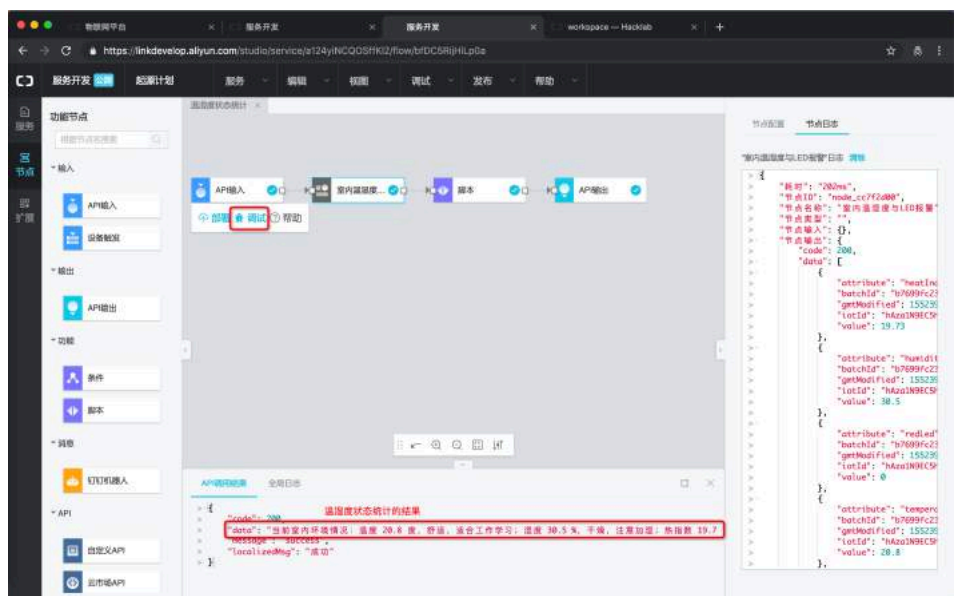 物联网平台
服务开发
服务开发
workspace — Hacklab
https://linkdevelop.aliyun.com/studio/service/a124yiNCQOSffKI2/flow/bfDC5RijHiLp0a
服务开发 公测
起源计划
服务
编辑
视图
调试
发布
帮助
服务
节点
扩展
功能节点
根据节点名搜索
输入
API输入
设备触发
输出
API输出
功能
条件
脚本
消息
钉钉机器人
API
自定义API
云市场API
温湿度状态统计
API输入
室内温湿度...
脚本
API输出
部署 调试 帮助
API调用结果
全局日志
{
"code": 200,
温湿度状态统计的结果
"data": "当前室内环境情况: 温度 20.8 度, 舒适, 适合工作学习; 湿度 30.5 %, 干燥, 注意加湿; 热指数 19.7
"message": "success",
"localizedMsg": "成功"
}
节点配置
节点日志
"室内温湿度与LED报警"日志 清除
{
"耗时": "202ms",
"节点ID": "node_cc7f2d00",
"节点名称": "室内温湿度与LED报警"
"节点类型": "",
"节点输入": {},
"节点输出": {
"code": 200,
"data": [
{
"attribute": "heatInd
"batchId": "b7699fc23
"gmtModified": 155239
"iotId": "hAza1N9EC5H
"value": 19.73
},
{
"attribute": "humidit
"batchId": "b7699fc23
"gmtModified": 155239
"iotId": "hAza1N9EC5H
"value": 30.5
},
{
"attribute": "redLed"
"batchId": "b7699fc23
"gmtModified": 155239
"iotId": "hAza1N9EC5H
"value": 0
},
{
"attribute": "tempera
"batchId": "b7699fc23
"gmtModified": 155239
"iotId": "hAza1N9EC5H
"value": 20.8
},